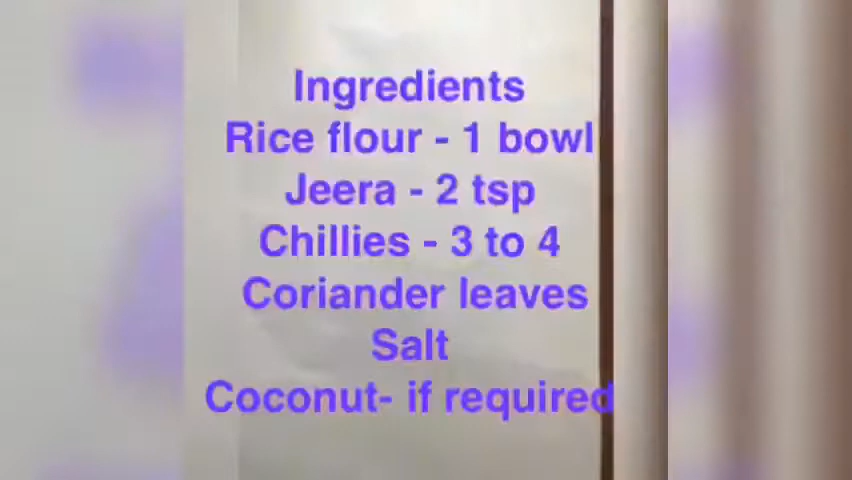 Ingredients
Rice flour - 1 bowl
Jeera - 2 tsp
Chillies - 3 to 4
Coriander leaves
Salt
Coconut- if required